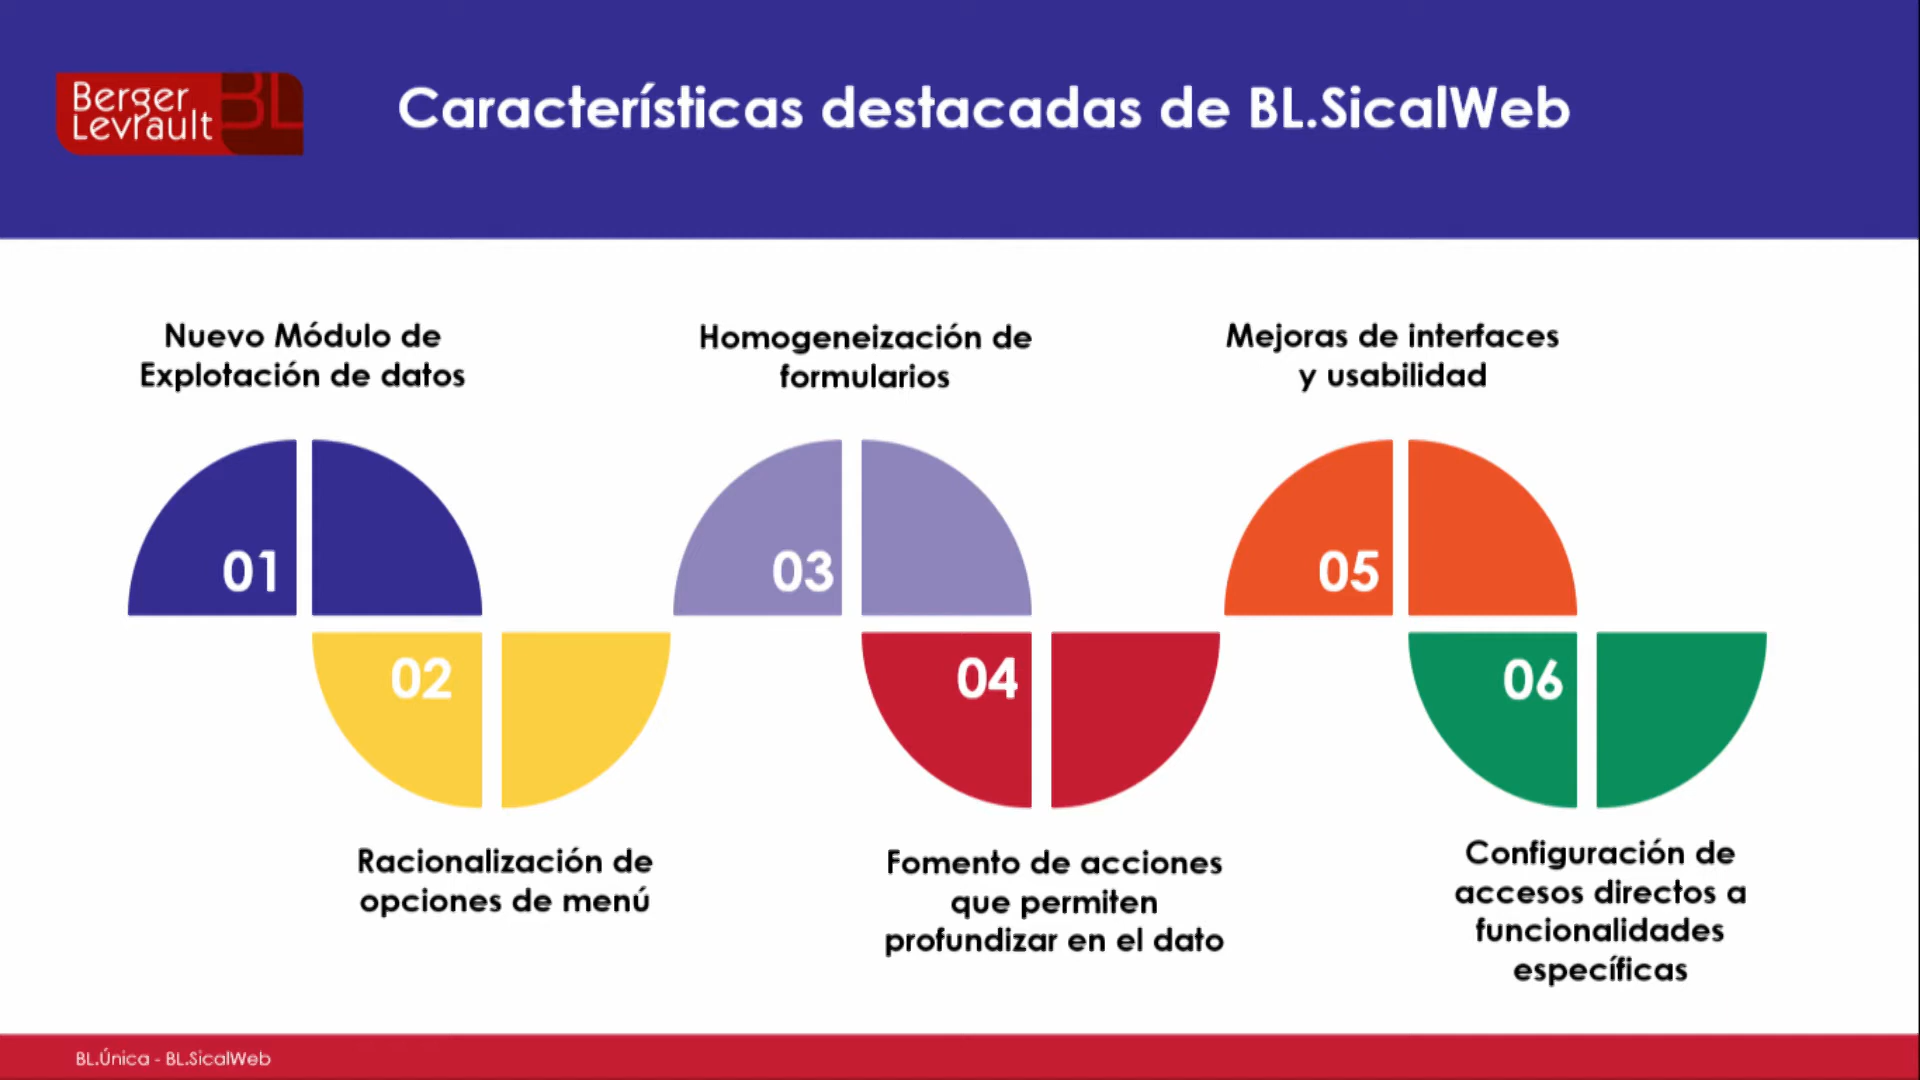 Berger
Levrault
BL
Características destacadas de BL.SicalWeb
Nuevo Módulo de
Explotación de datos
Homogeneización de
formularios
Mejoras de interfaces
y usabilidad
01
03
05
02
04
06
Racionalización de
opciones de menú
Fomento de acciones
que permiten
profundizar en el dato
Configuración de
accesos directos a
funcionalidades
específicas
BL.Única - BL.SicalWeb